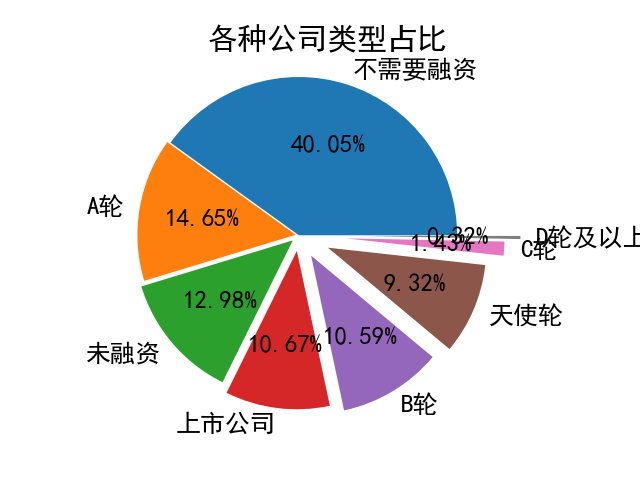 各种公司类型占比
不需要融资
40.05%
A轮
14.65%
0.32%
D轮及以上
1.43%
C轮
12.98%
9.32%
天使轮
10.67%
10.59%
未融资
B轮
上市公司